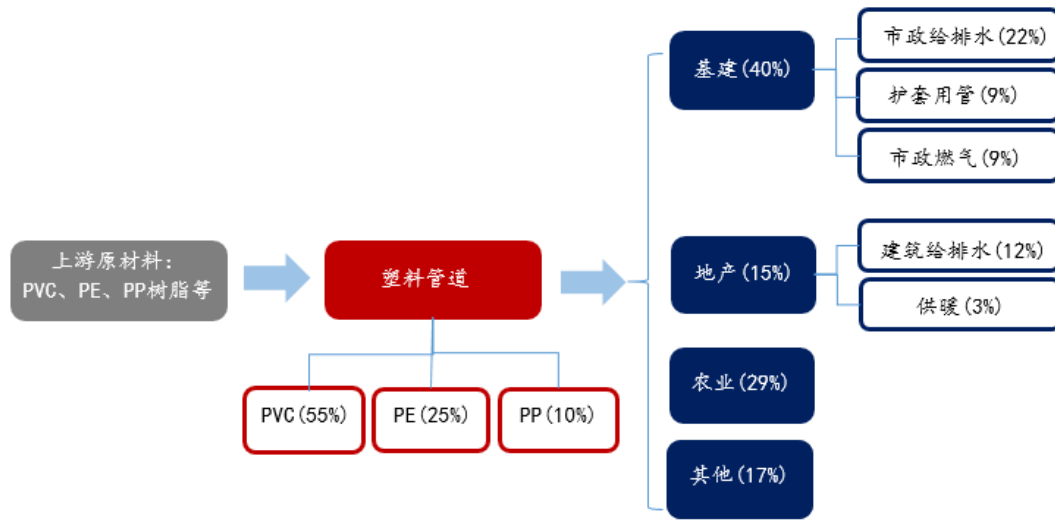 上游原材料：
PVC、PE、PP树脂等
塑料管道
PVC(55%)
PE(25%)
PP(10%)
基建(40%)
市政给排水(22%)
护套用管(9%)
市政燃气(9%)
地产(15%)
建筑给排水(12%)
供暖(3%)
农业(29%)
其他(17%)